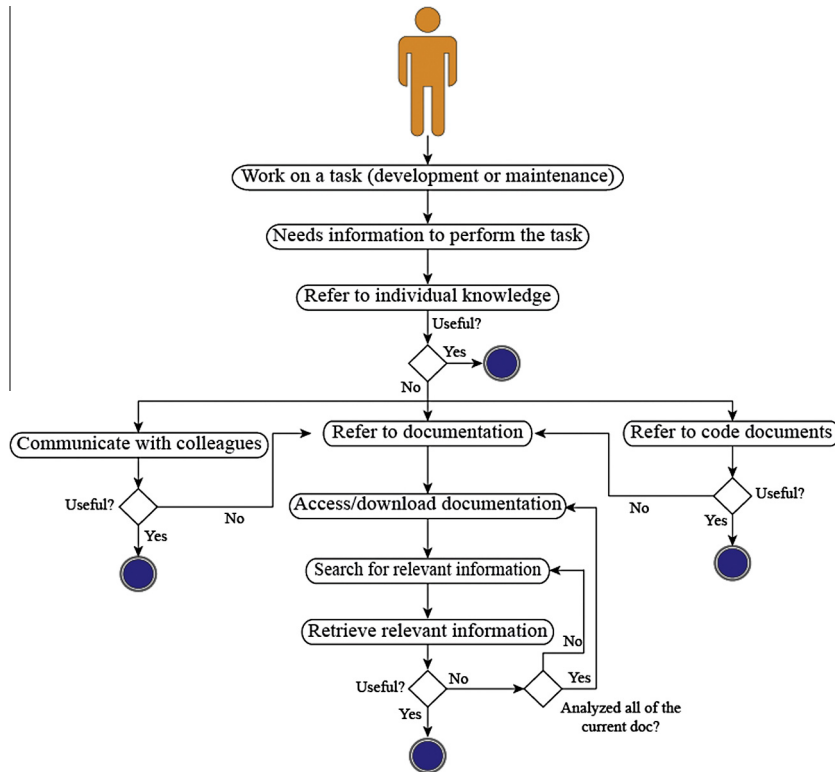 Work on a task (development or maintenance)
Needs information to perform the task
Refer to individual knowledge
Useful?
Yes
No
Communicate with colleagues
Refer to documentation
Refer to code documents
Useful?
No
Yes
Useful?
No
Yes
Access/download documentation
Search for relevant information
Retrieve relevant information
No
Useful?
No
Yes
Yes
Analyzed all of the
current doc?